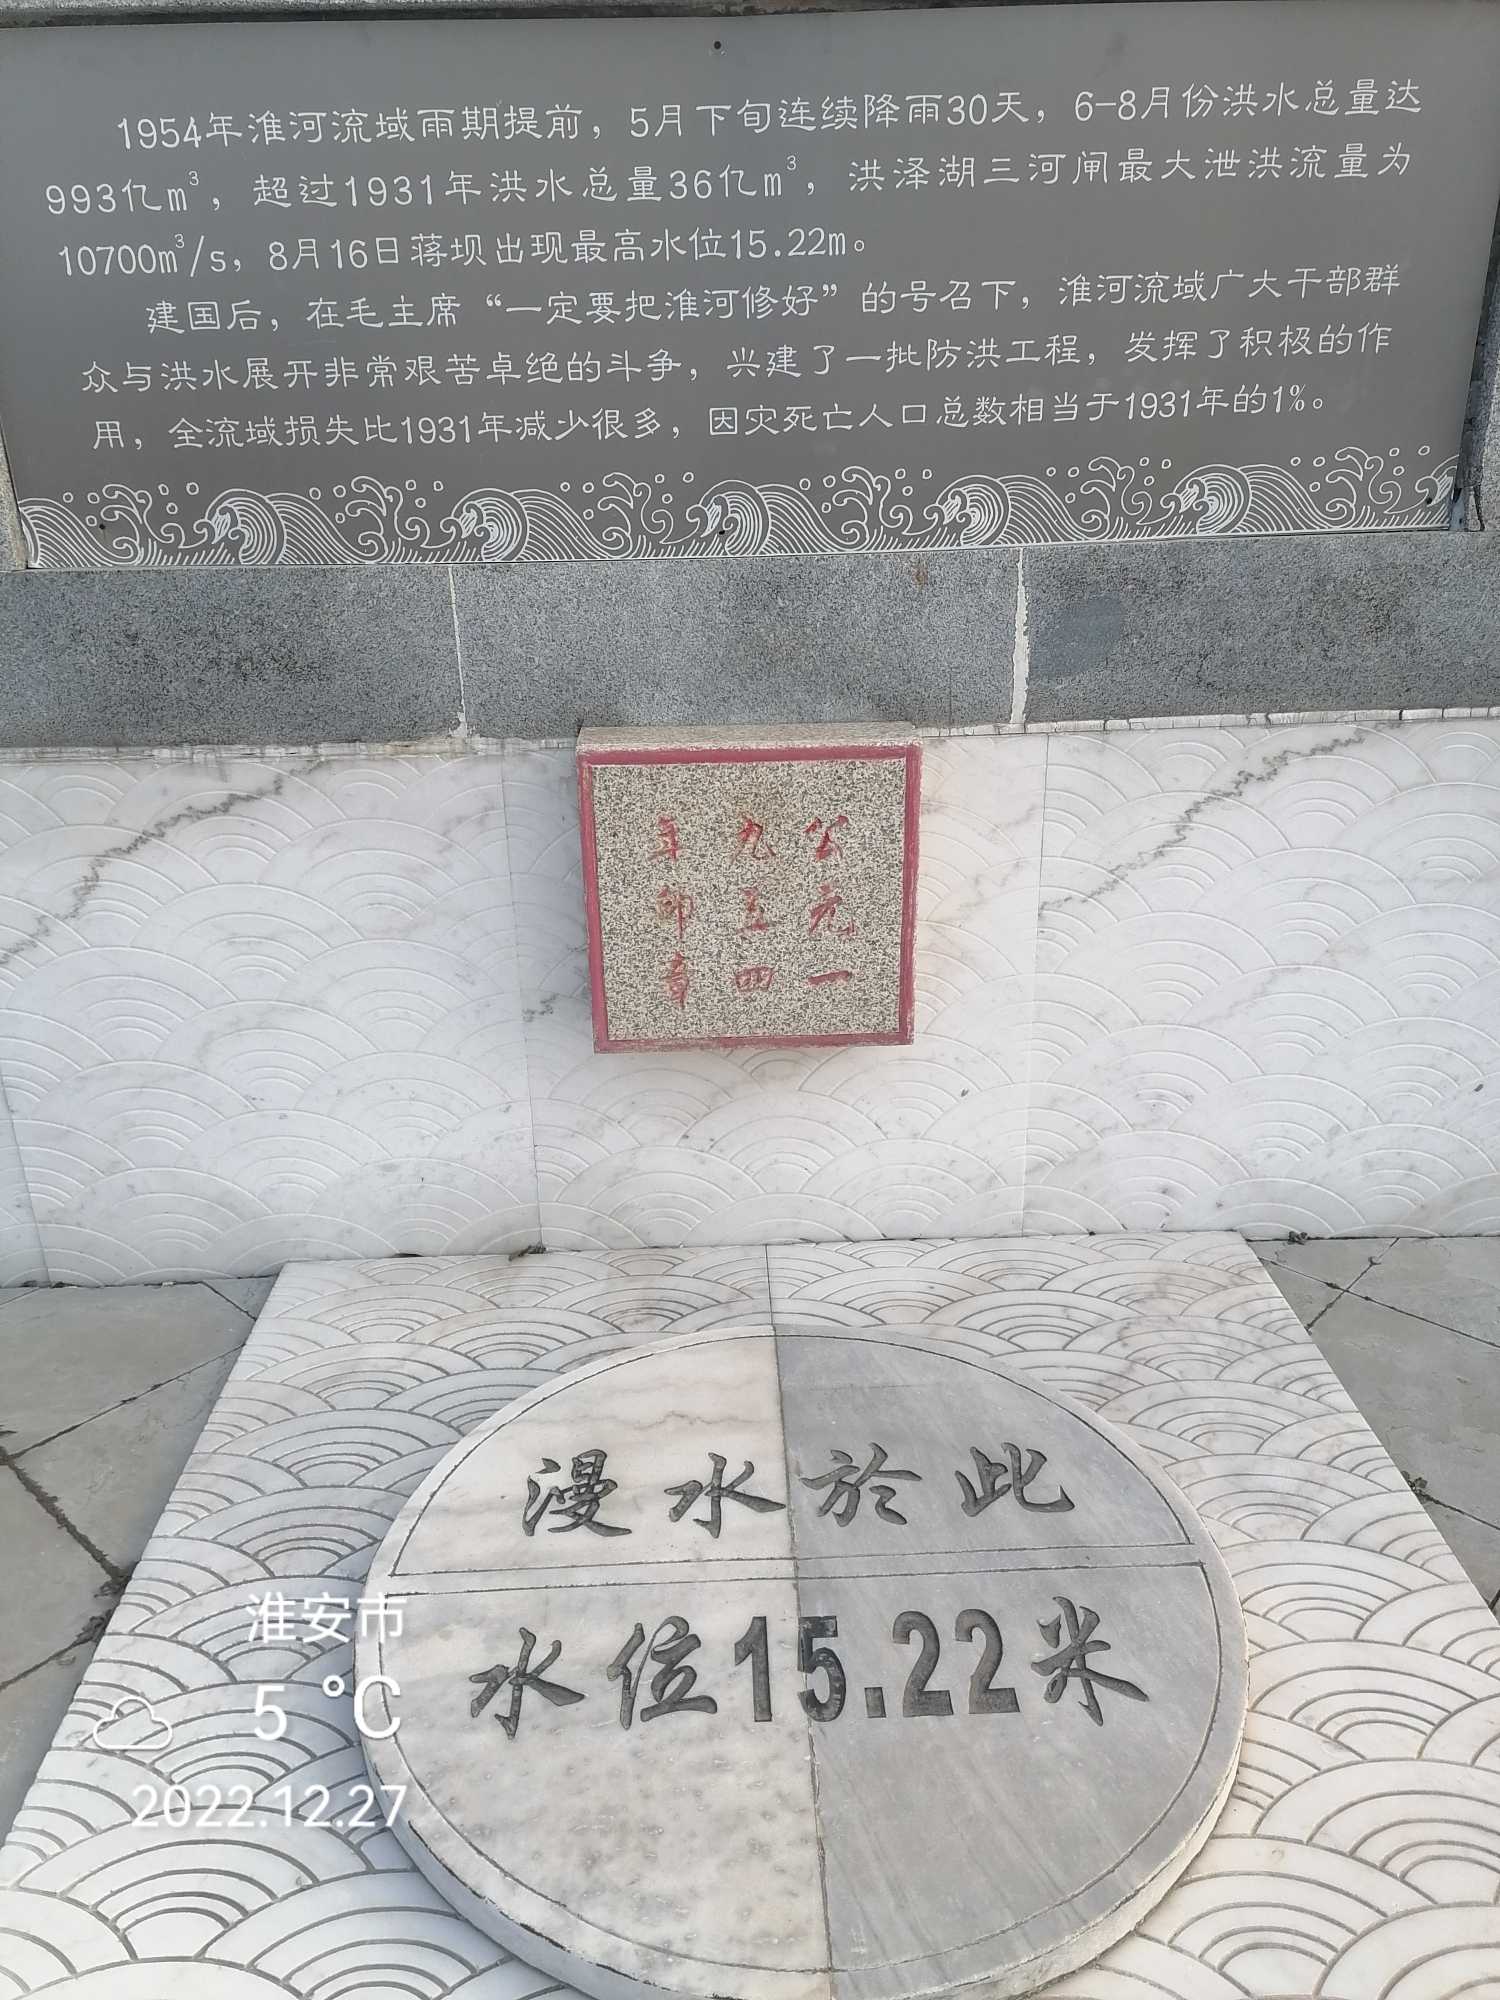 1954年淮河流域雨期提前，5月下旬连续降雨30天，6-8月份洪水总量达
993亿m³，超过1931年洪水总量36亿m³，洪泽湖三河闸最大泄洪流量为
10700m³/s，8月16日蒋坝出现最高水位15.22m。
建国后，在毛主席“一定要把淮河修好”的号召下，淮河流域广大干部群
众与洪水展开非常艰苦卓绝的斗争，兴建了一批防洪工程，发挥了积极的作
用，全流域损失比1931年减少很多，因灾死亡人口总数相当于1931年的1%。
公元一
九五四
年印章
漫水於此
水位15.22米
淮安市
5 °C
2022.12.27